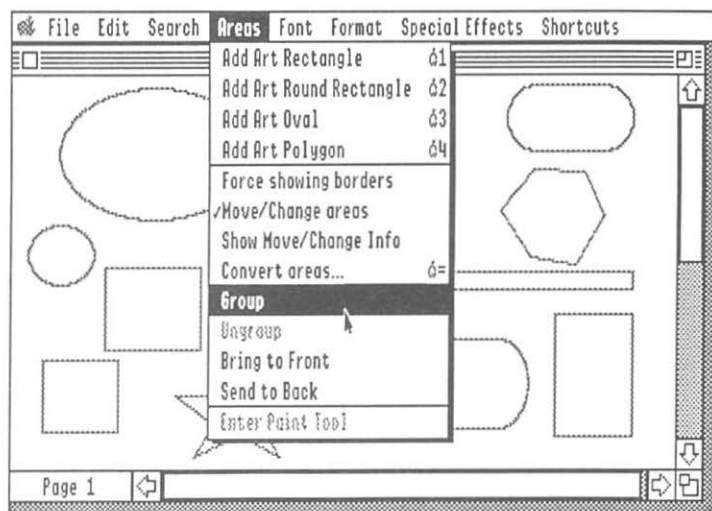 File Edit Search Areas Font Format Special Effects Shortcuts
Add Art Rectangle 1
Add Art Round Rectangle 2
Add Art Oval 3
Add Art Polygon 4
Force showing borders
✓Move/Change areas
Show Move/Change Info
Convert areas... =
Group
Ungroup
Bring to Front
Send to Back
Enter Paint Tool
Page 1